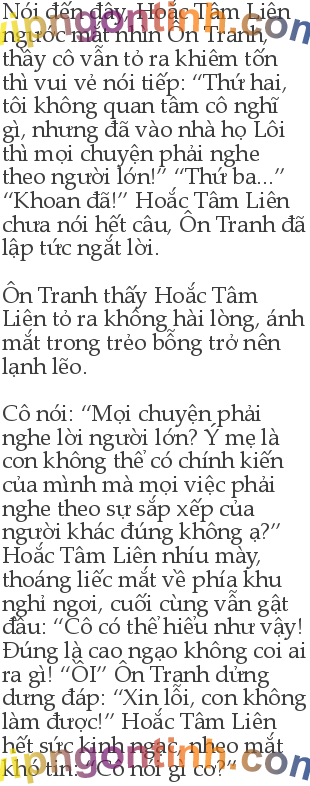 Nói đến đây, Hoắc Tâm Liên
ngước mắt nhìn Ôn Tranh,
thấy cô vẫn tỏ ra khiêm tốn
thì vui vẻ nói tiếp: “Thứ hai,
tôi không quan tâm cô nghĩ
gì, nhưng đã vào nhà họ Lôi
thì mọi chuyện phải nghe
theo người lớn!” “Thứ ba...”
“Khoan đã!” Hoắc Tâm Liên
chưa nói hết câu, Ôn Tranh đã
lập tức ngắt lời.
Ôn Tranh thấy Hoắc Tâm
Liên tỏ ra không hài lòng, ánh
mắt trong trẻo bỗng trở nên
lạnh lẽo.
Cô nói: “Mọi chuyện phải
nghe lời người lớn? Ý mẹ là
con không thể có chính kiến
của mình mà mọi việc phải
nghe theo sự sắp xếp của
người khác đúng không ạ?”
Hoắc Tâm Liên nhíu mày,
thoáng liếc mắt về phía khu
nghỉ ngơi, cuối cùng vẫn gật
đầu: “Cô có thể hiểu như vậy!
Đúng là cao ngạo không coi ai
ra gì! “ỒI” Ôn Tranh dửng
dưng đáp: “Xin lỗi, con không
làm được!” Hoắc Tâm Liên
hết sức kinh ngạc, nheo mắt
khó tin: “Cô nói gì cơ?”
vipngontinh.com
vipngontinh.com